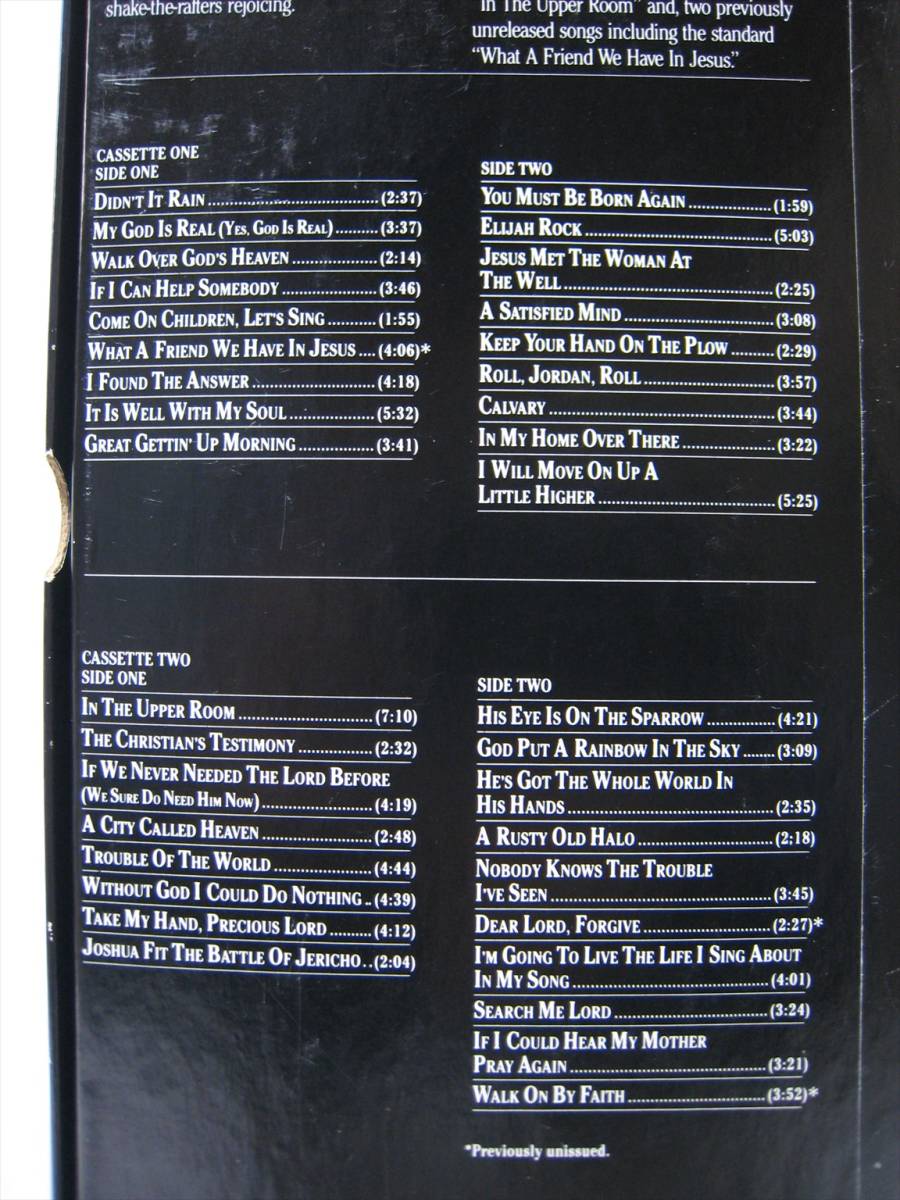 shake-the-rafters rejoicing.
"In The Upper Room" and, two previously
unreleased songs including the standard
"What A Friend We Have In Jesus."
CASSETTE ONE
SIDE ONE
DIDN'T IT RAIN (2:37)
MY GOD IS REAL (YES, GOD IS REAL) (3:37)
WALK OVER GOD'S HEAVEN (2:14)
IF I CAN HELP SOMEBODY (3:46)
COME ON CHILDREN, LET'S SING (1:55)
WHAT A FRIEND WE HAVE IN JESUS (4:06)*
I FOUND THE ANSWER (4:18)
IT IS WELL WITH MY SOUL (5:32)
GREAT GETTIN' UP MORNING (3:41)
SIDE TWO
YOU MUST BE BORN AGAIN (1:59)
ELIJAH ROCK (5:03)
JESUS MET THE WOMAN AT
THE WELL (2:25)
A SATISFIED MIND (3:08)
KEEP YOUR HAND ON THE PLOW (2:29)
ROLL, JORDAN, ROLL (3:57)
CALVARY (3:44)
IN MY HOME OVER THERE (3:22)
I WILL MOVE ON UP A
LITTLE HIGHER (5:25)
CASSETTE TWO
SIDE ONE
IN THE UPPER ROOM (7:10)
THE CHRISTIAN'S TESTIMONY (2:32)
IF WE NEVER NEEDED THE LORD BEFORE
(WE SURE DO NEED HIM NOW) (4:19)
A CITY CALLED HEAVEN (2:48)
TROUBLE OF THE WORLD (4:44)
WITHOUT GOD I COULD DO NOTHING (4:39)
TAKE MY HAND, PRECIOUS LORD (4:12)
JOSHUA FIT THE BATTLE OF JERICHO (2:04)
SIDE TWO
HIS EYE IS ON THE SPARROW (4:21)
GOD PUT A RAINBOW IN THE SKY (3:09)
HE'S GOT THE WHOLE WORLD IN
HIS HANDS (2:35)
A RUSTY OLD HALO (2;18)
NOBODY KNOWS THE TROUBLE
I'VE SEEN (3:45)
DEAR LORD, FORGIVE (2:27)*
I'M GOING TO LIVE THE LIFE I SING ABOUT
IN MY SONG (4:01)
SEARCH ME LORD (3:24)
IF I COULD HEAR MY MOTHER
PRAY AGAIN (3:21)
WALK ON BY FAITH (3:52)*
*Previously unissued.